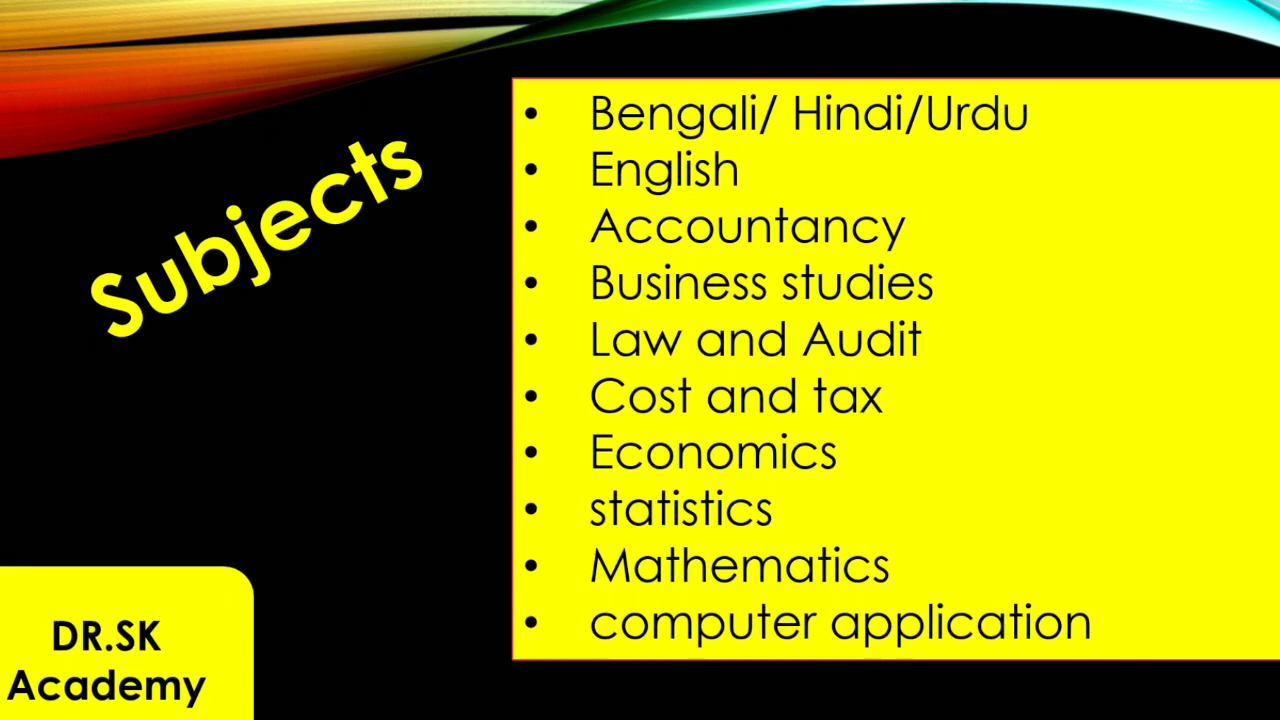 Subjects
• Bengali/ Hindi/Urdu
• English
• Accountancy
• Business studies
• Law and Audit
• Cost and tax
• Economics
• statistics
• Mathematics
• computer application
DR.SK
Academy